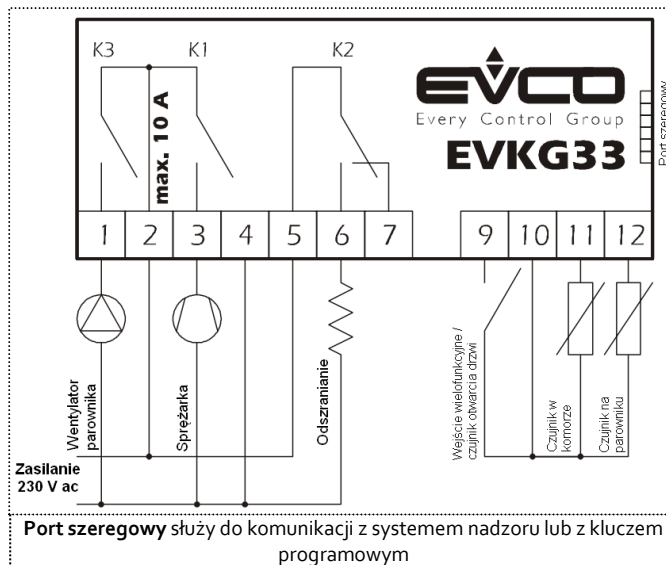 K3
K1
K2
max. 10 A
EVCO
Every Control Group
EVKG33
Port szeregowy
1 2 3 4 5 6 7 9 10 11 12
Wentylator
parownika
Sprężarka
Odszranianie
Wejście wielofunkcyjne /
czujnik otwarcia drzwi
Czujnik w
komorze
Czujnik na
parowniku
Zasilanie
230 V ac
Port szeregowy służy do komunikacji z systemem nadzoru lub z kluczem
programowym